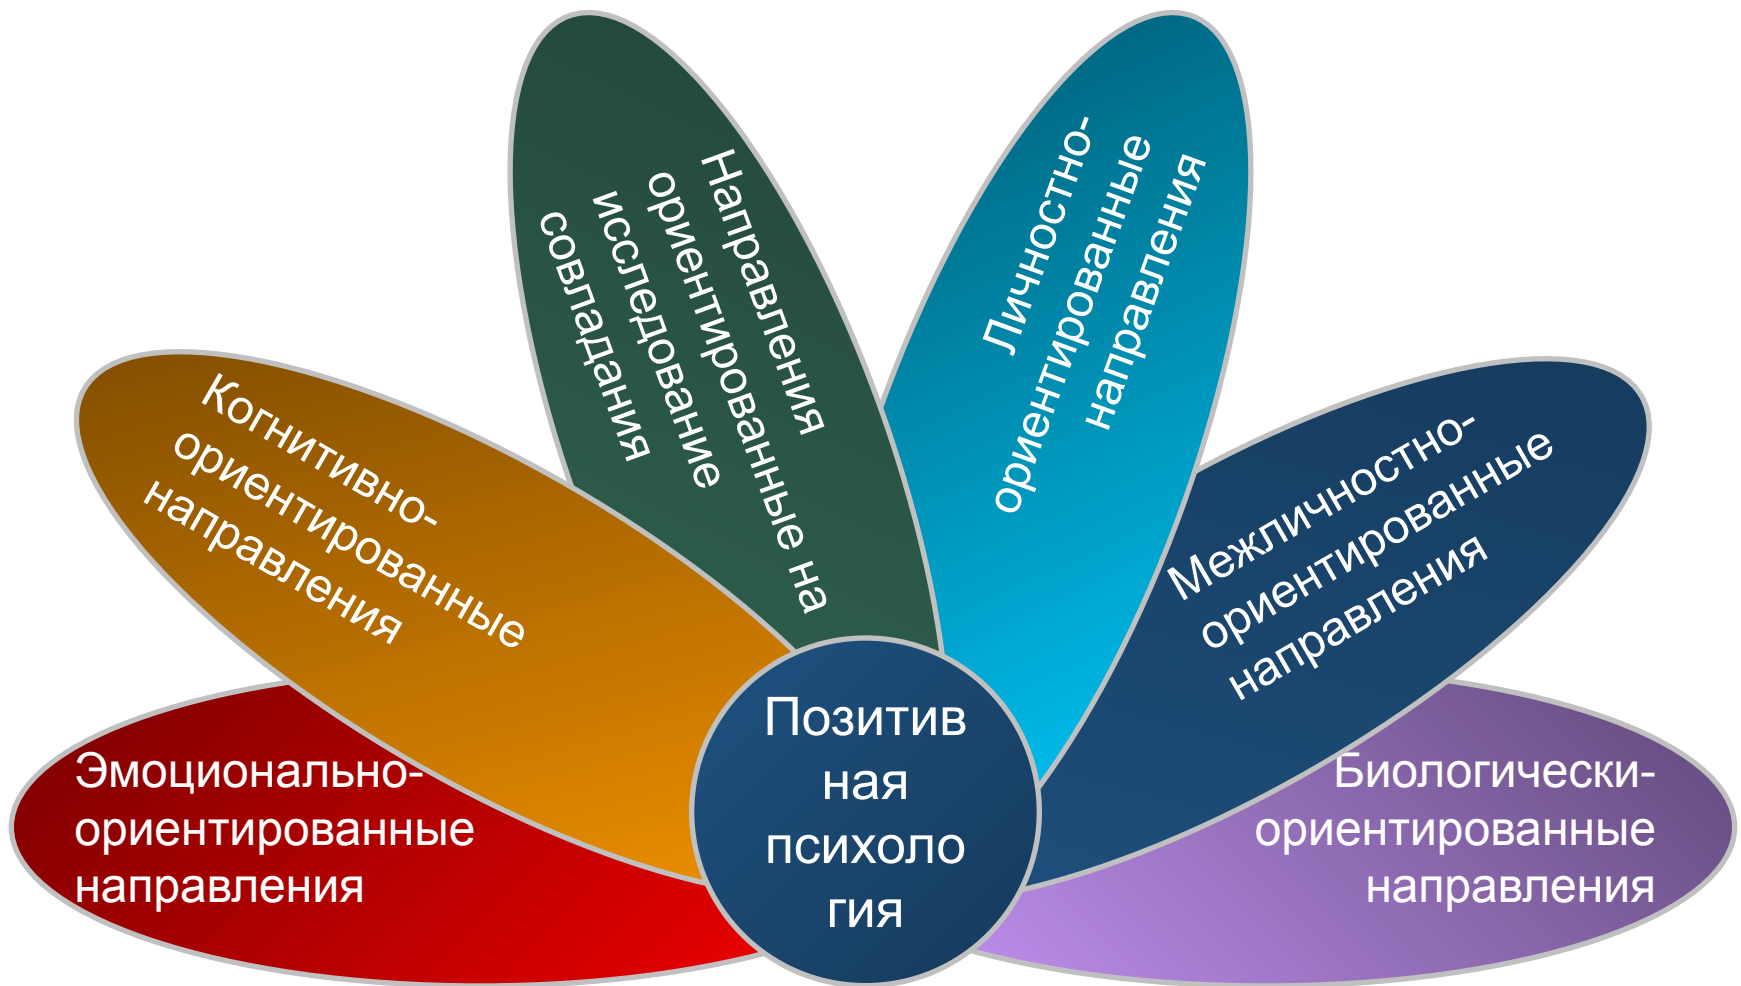 Эмоционально-
ориентированные
направления
Когнитивно-
ориентированные
направления
Направления
ориентированные на
исследование
совладания
Личностно-
ориентированные
направления
Межличностно-
ориентированные
направления
Биологически-
ориентированные
направления
Позитив
ная
психоло
гия